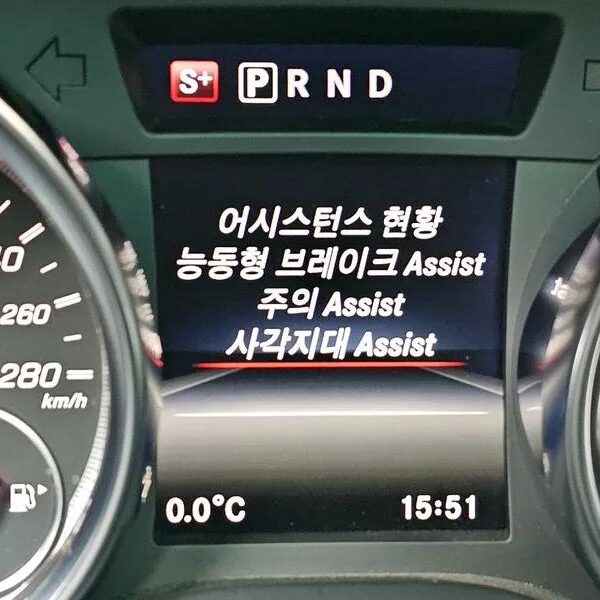 S+ P R N D
어시스턴스 현황
능동형 브레이크 Assist
주의 Assist
사각지대 Assist
260
280
km/h
0.0°C 15:51